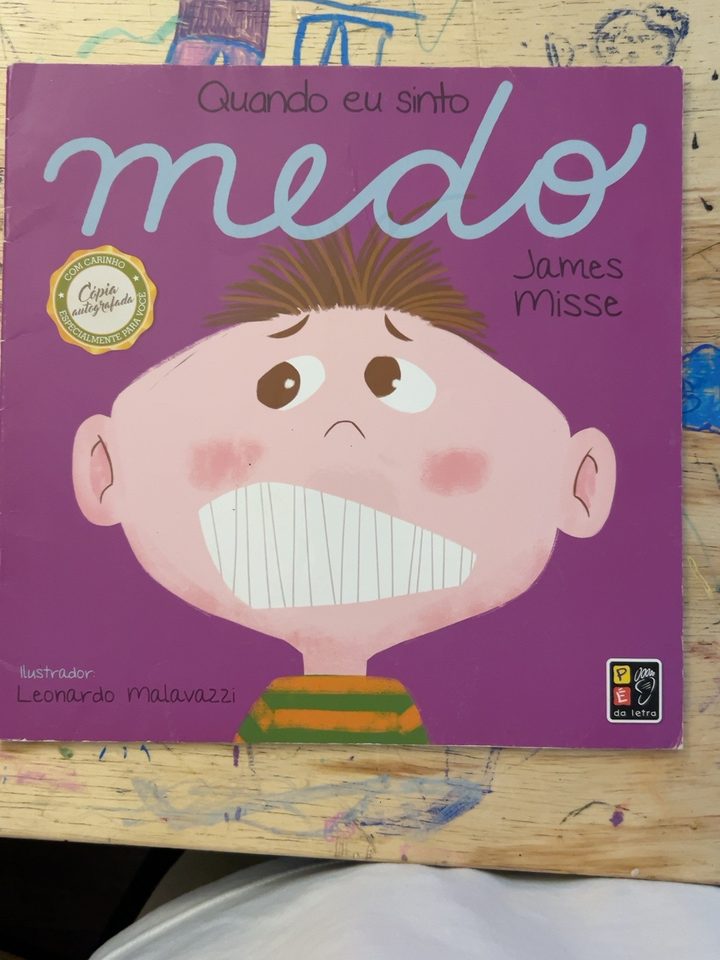 Quando eu sinto
medo
James
Misse
COM CARINHO
Cópia
autografada
ESPECIALMENTE PARA VOCÊ
Ilustrador:
Leonardo Malavazzi
P
É
da letra